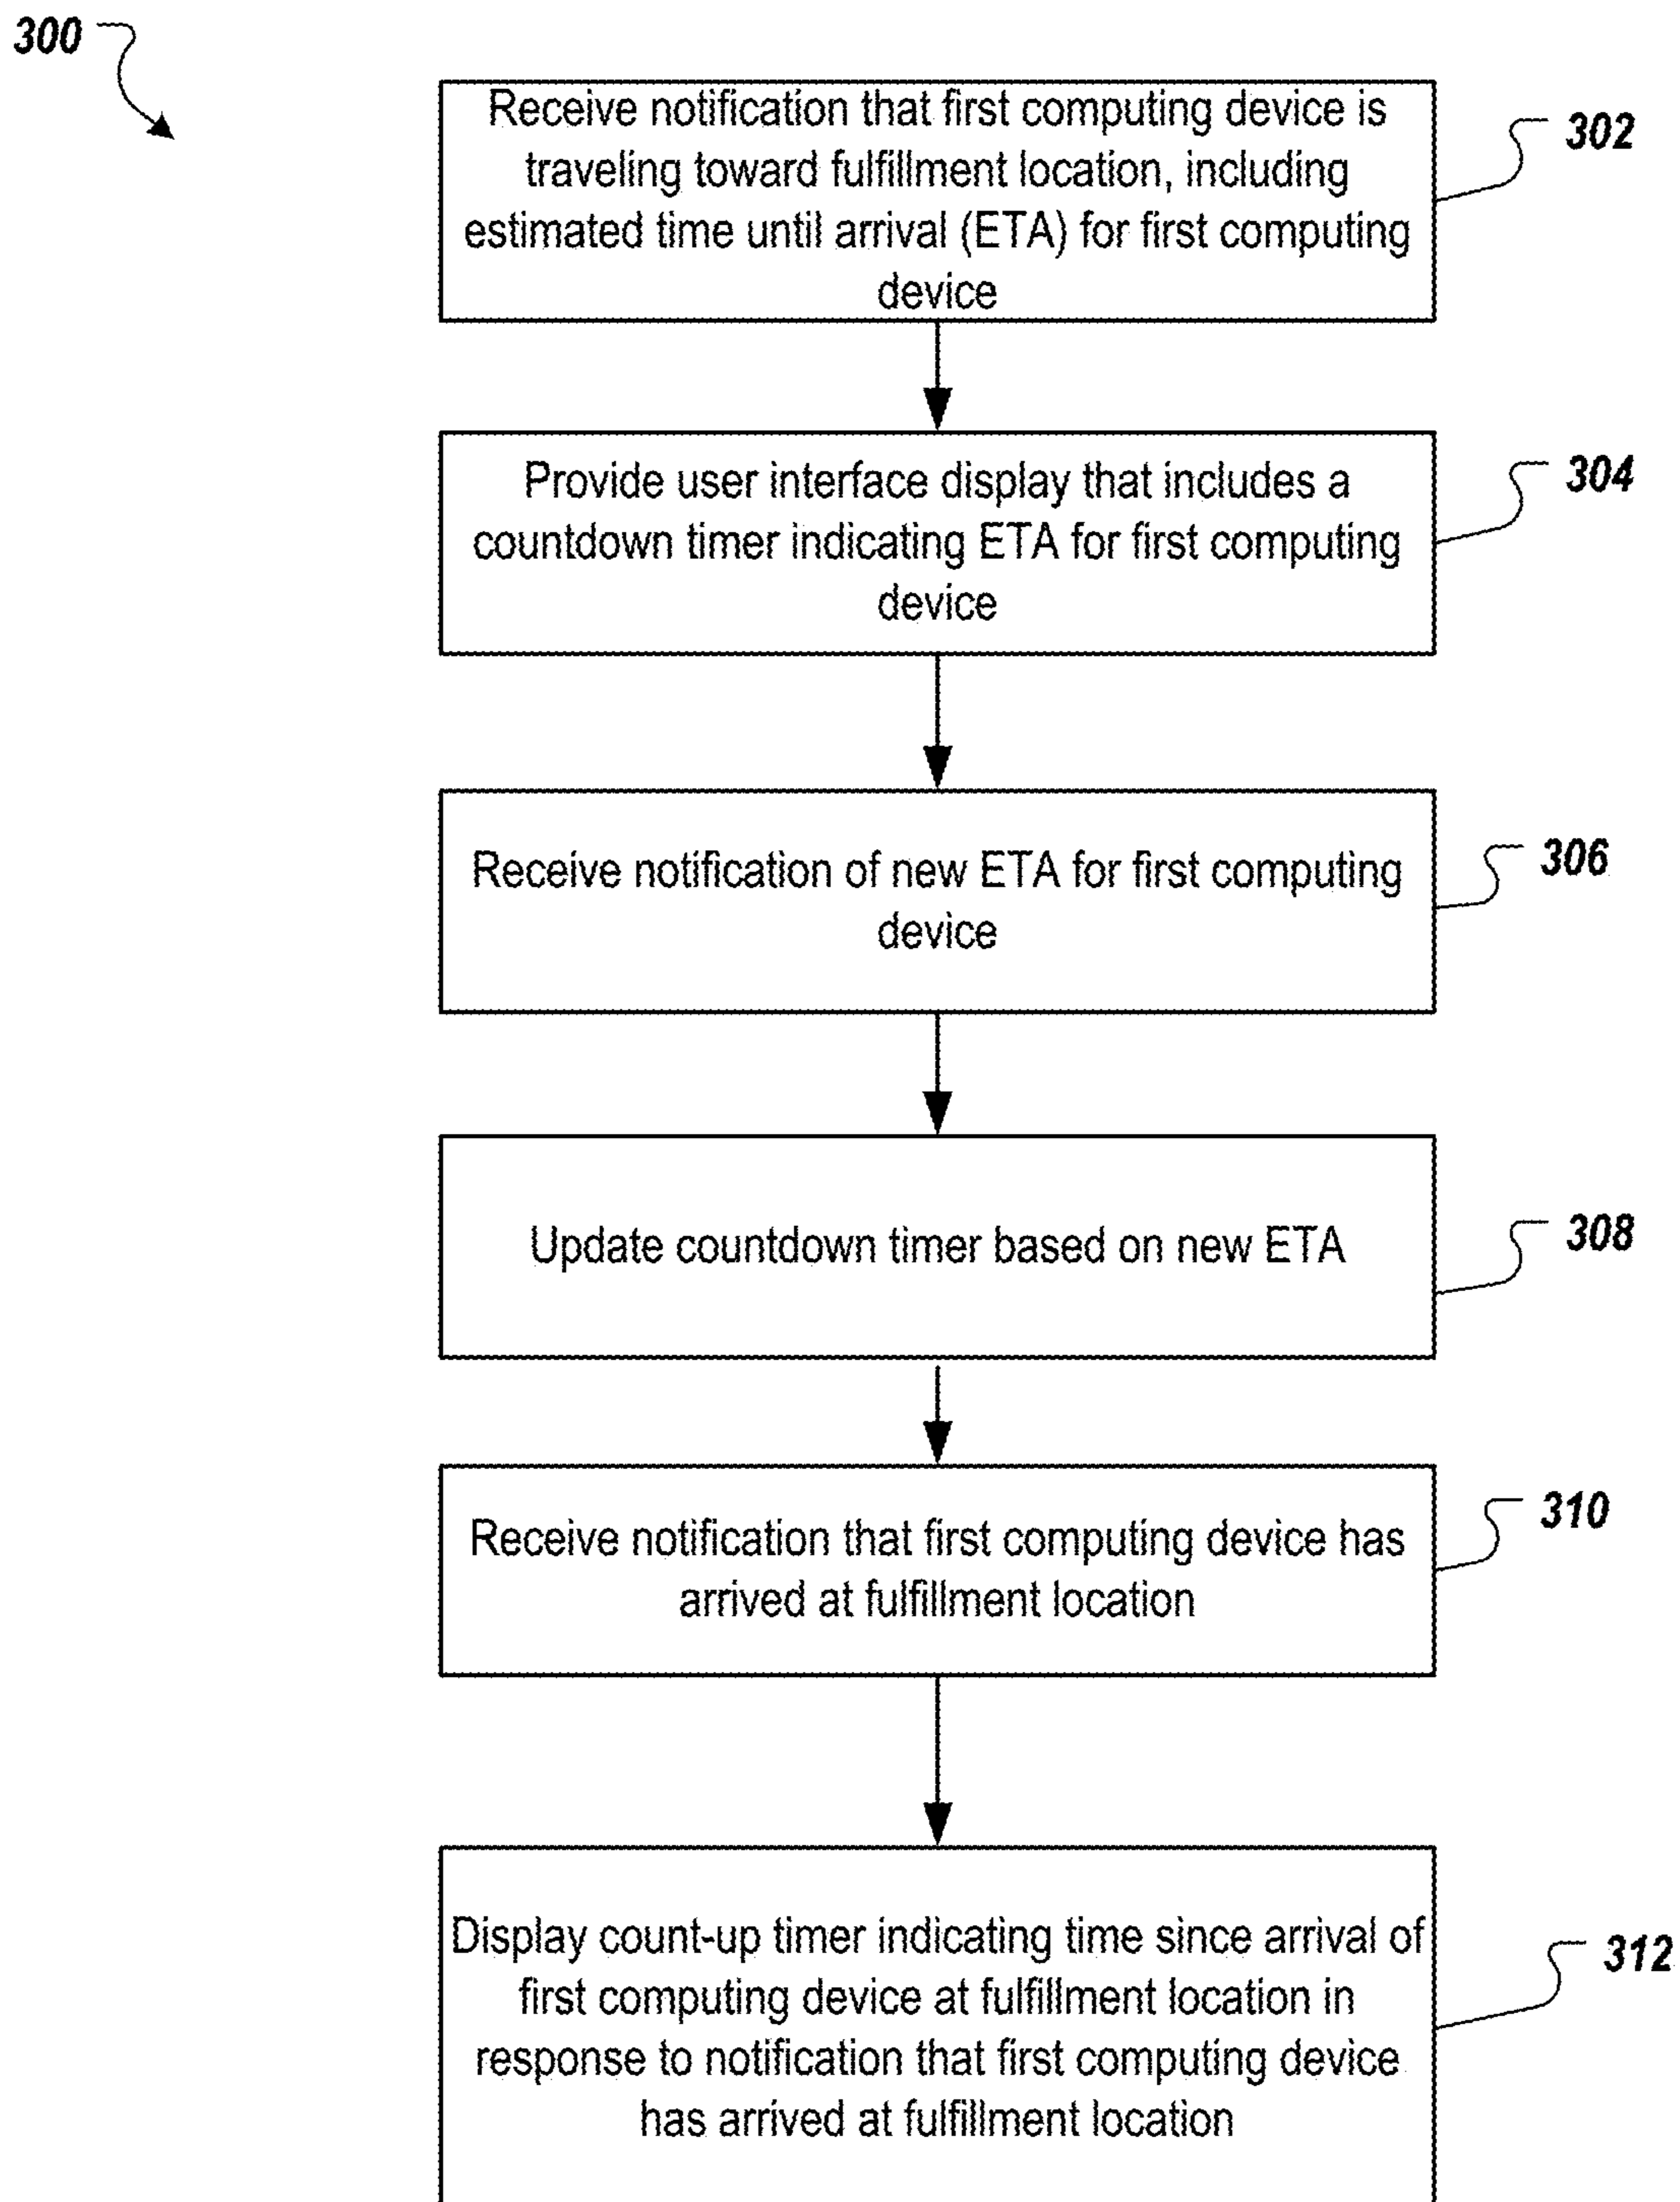 300
Receive notification that first computing device is
traveling toward fulfillment location, including
estimated time until arrival (ETA) for first computing
device
302
Provide user interface display that includes a
countdown timer indicating ETA for first computing
device
304
Receive notification of new ETA for first computing
device
306
Update countdown timer based on new ETA
308
Receive notification that first computing device has
arrived at fulfillment location
310
Display count-up timer indicating time since arrival of
first computing device at fulfillment location in
response to notification that first computing device
has arrived at fulfillment location
312